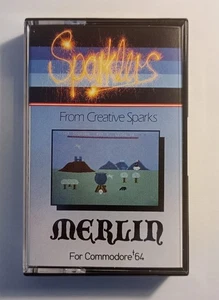 Sparklers
From Creative Sparks
MERLIN
For Commodore '64